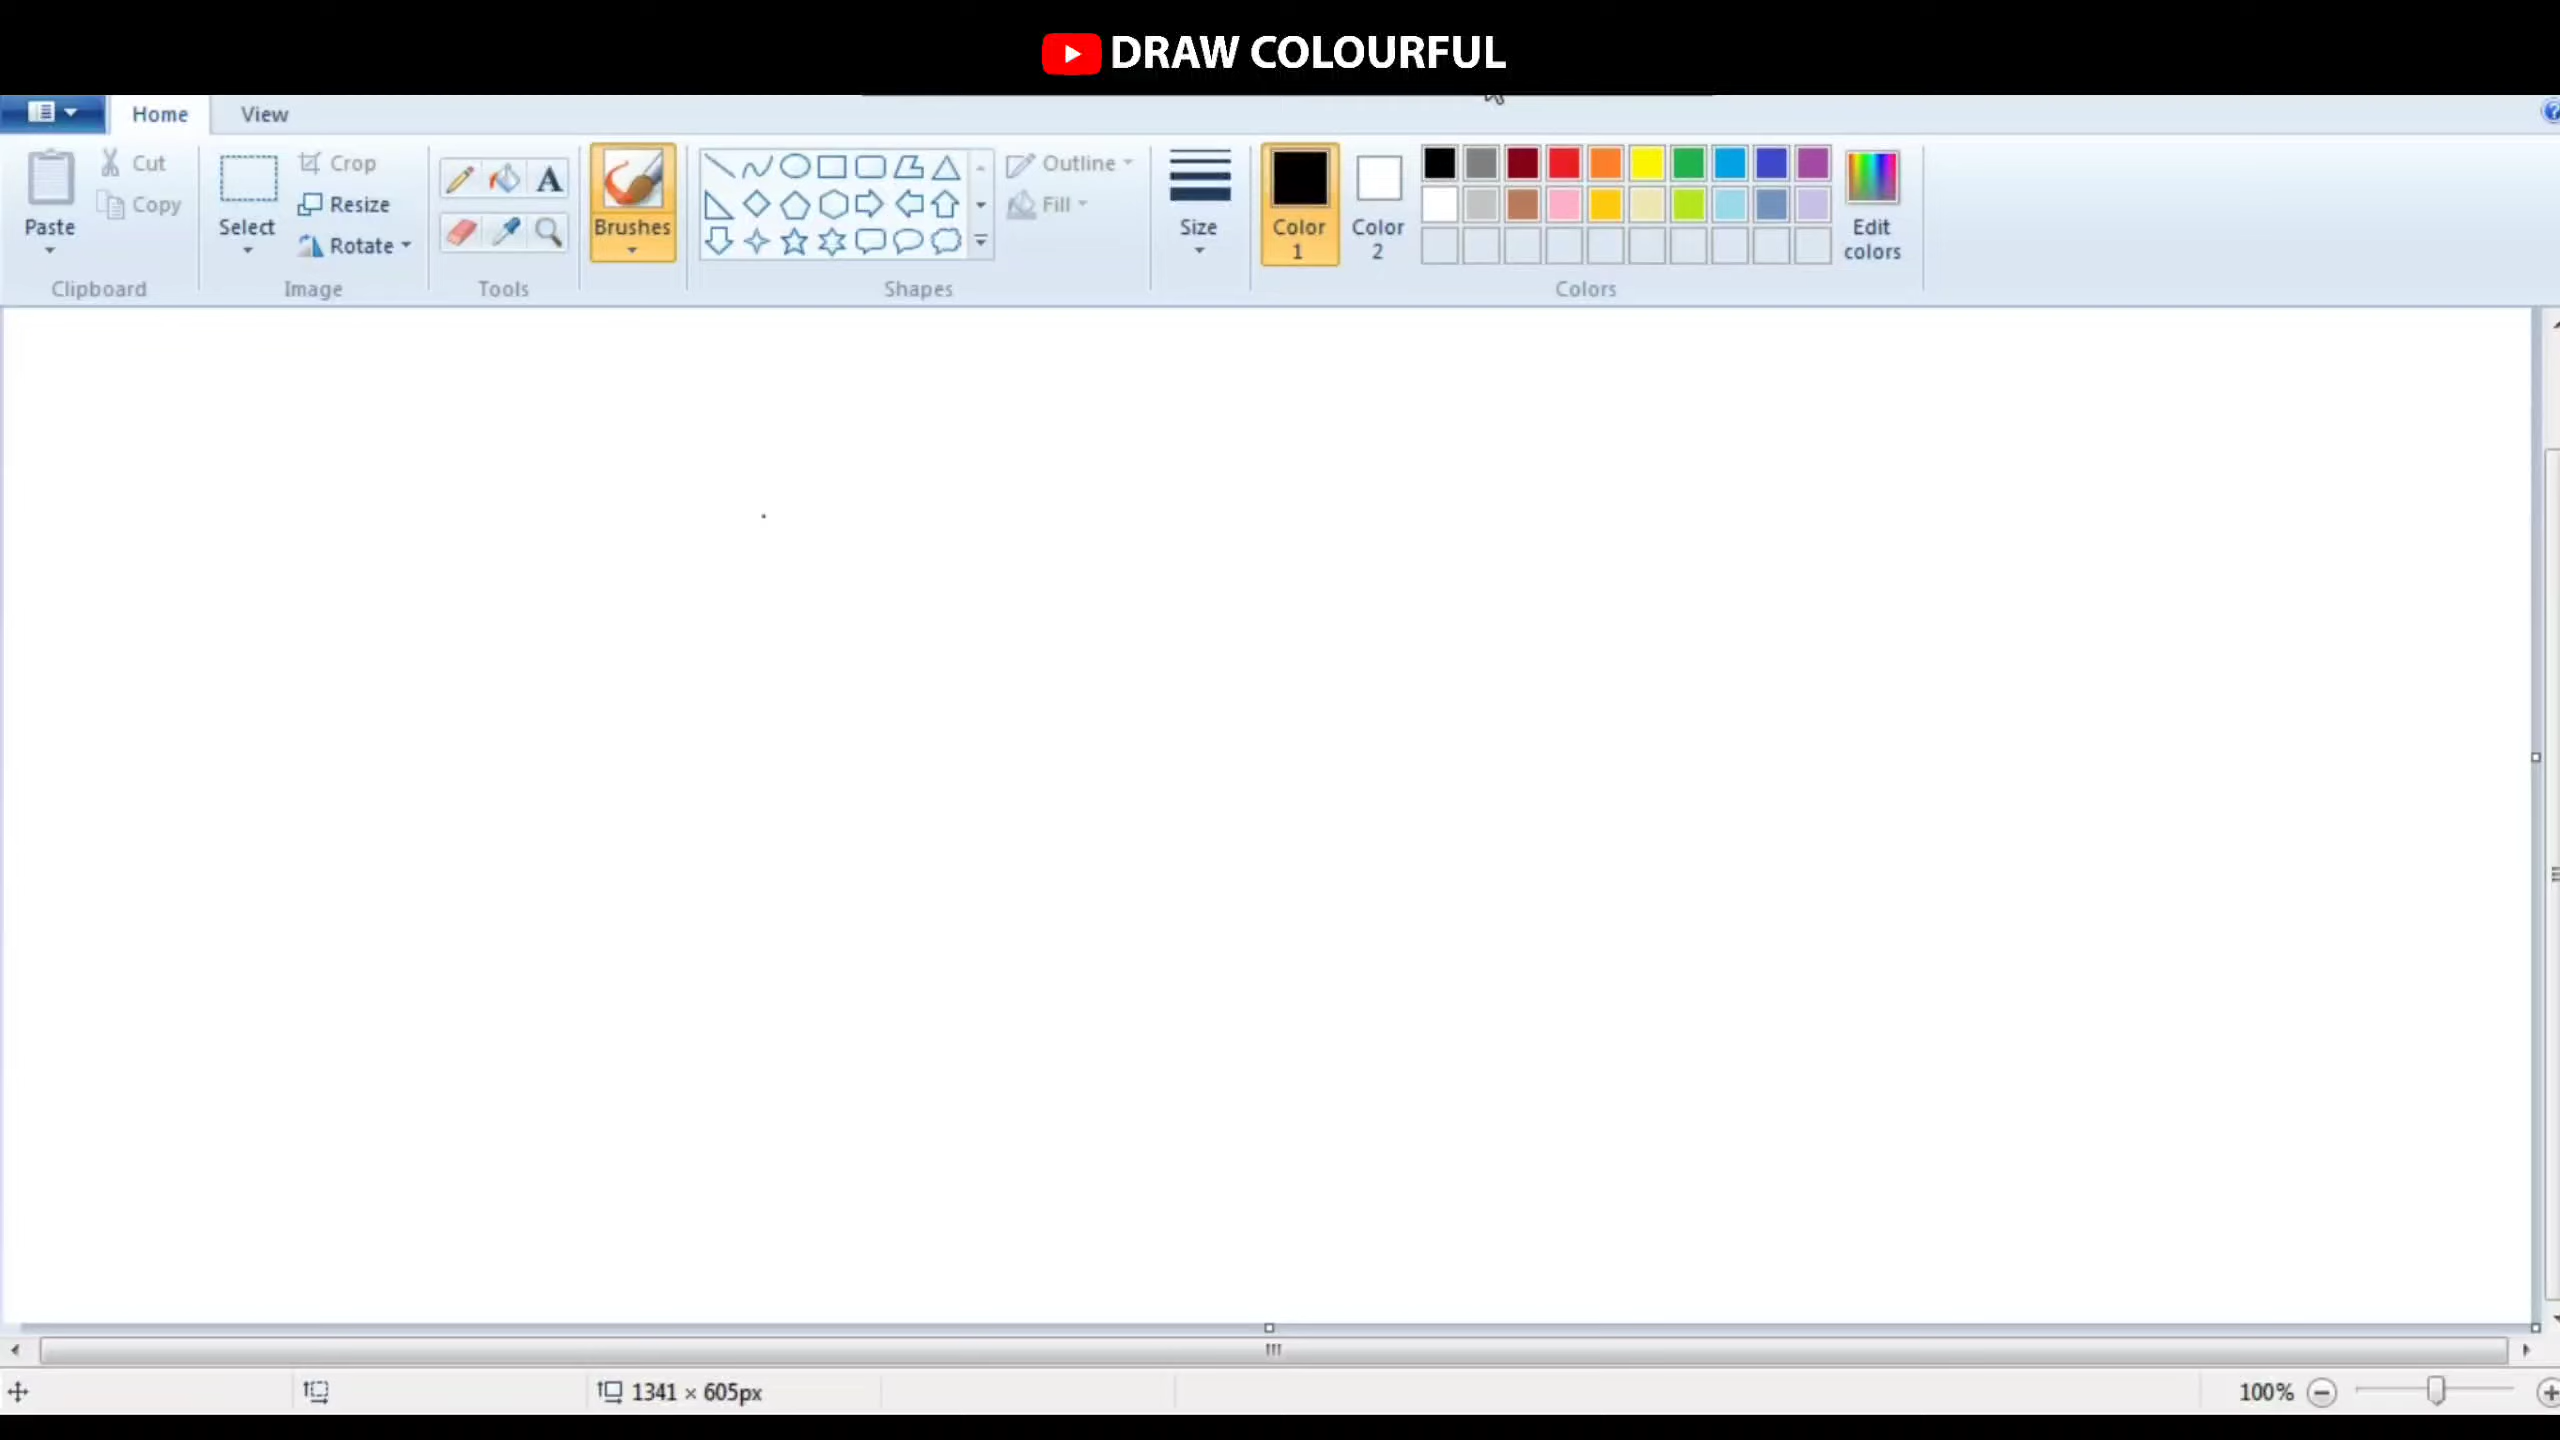 DRAW COLOURFUL
Home View
Cut
Copy
Paste
Clipboard
Crop
Resize
Rotate
Select
Image
A
Tools
Brushes
Outline
Fill
Shapes
Size
Color
1
Color
2
Edit
colors
Colors
1341 × 605px
100%